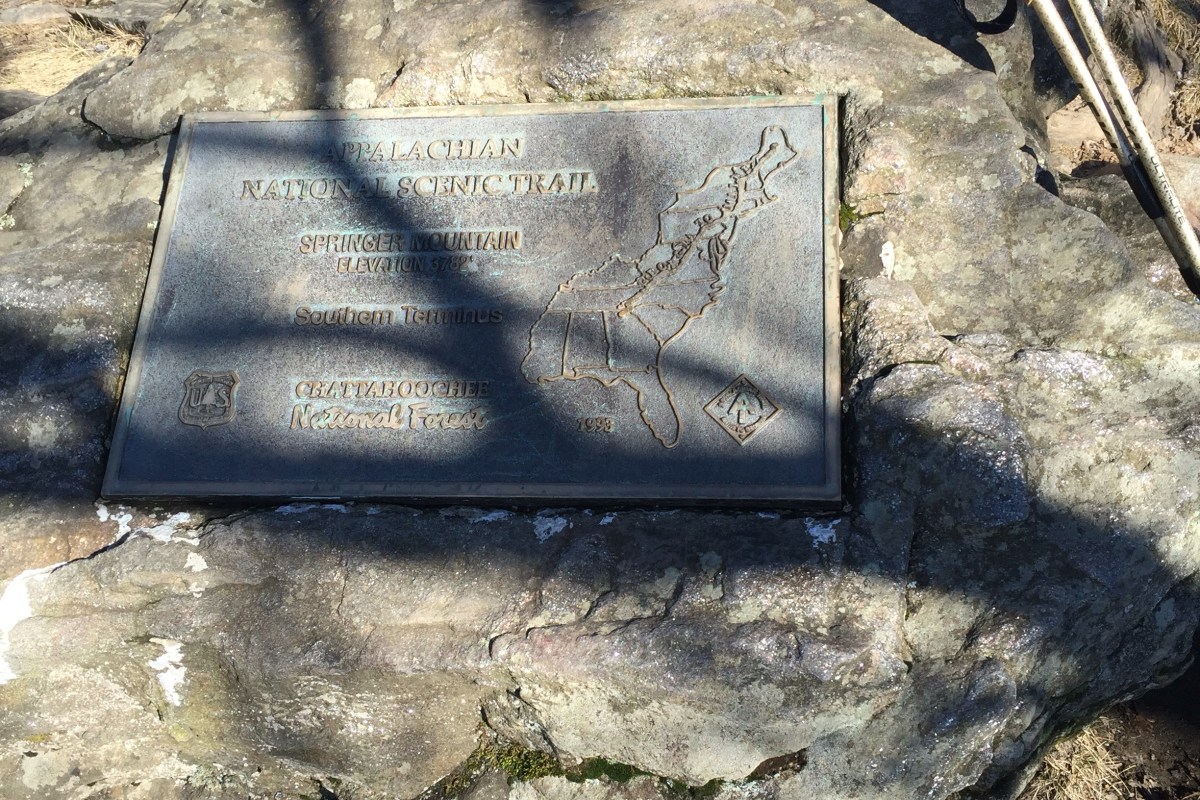 APPALACHIAN
NATIONAL SCENIC TRAIL
SPRINGER MOUNTAIN
ELEVATION 3782'
Southern Terminus
CHATTAHOOCHEE
National Forest
1993
U S